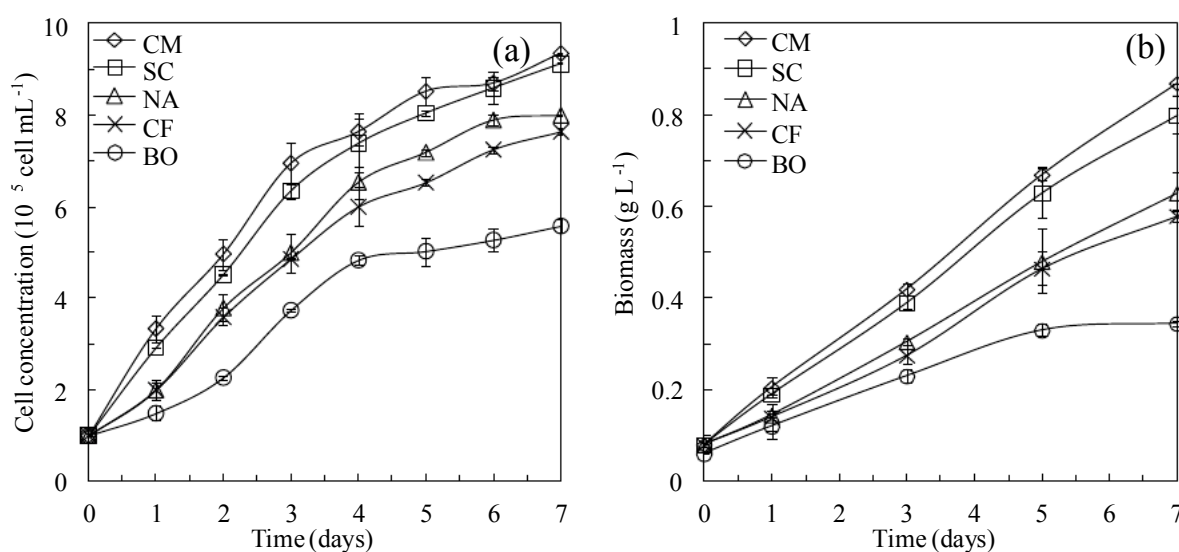 (a)
CM
SC
NA
CF
BO
Cell concentration (10 ⁵ cell mL⁻¹)
10
8
6
4
2
0
0 1 2 3 4 5 6 7
Time (days)
(b)
CM
SC
NA
CF
BO
Biomass (g L⁻¹)
1
0.8
0.6
0.4
0.2
0
0 1 2 3 4 5 6 7
Time (days)